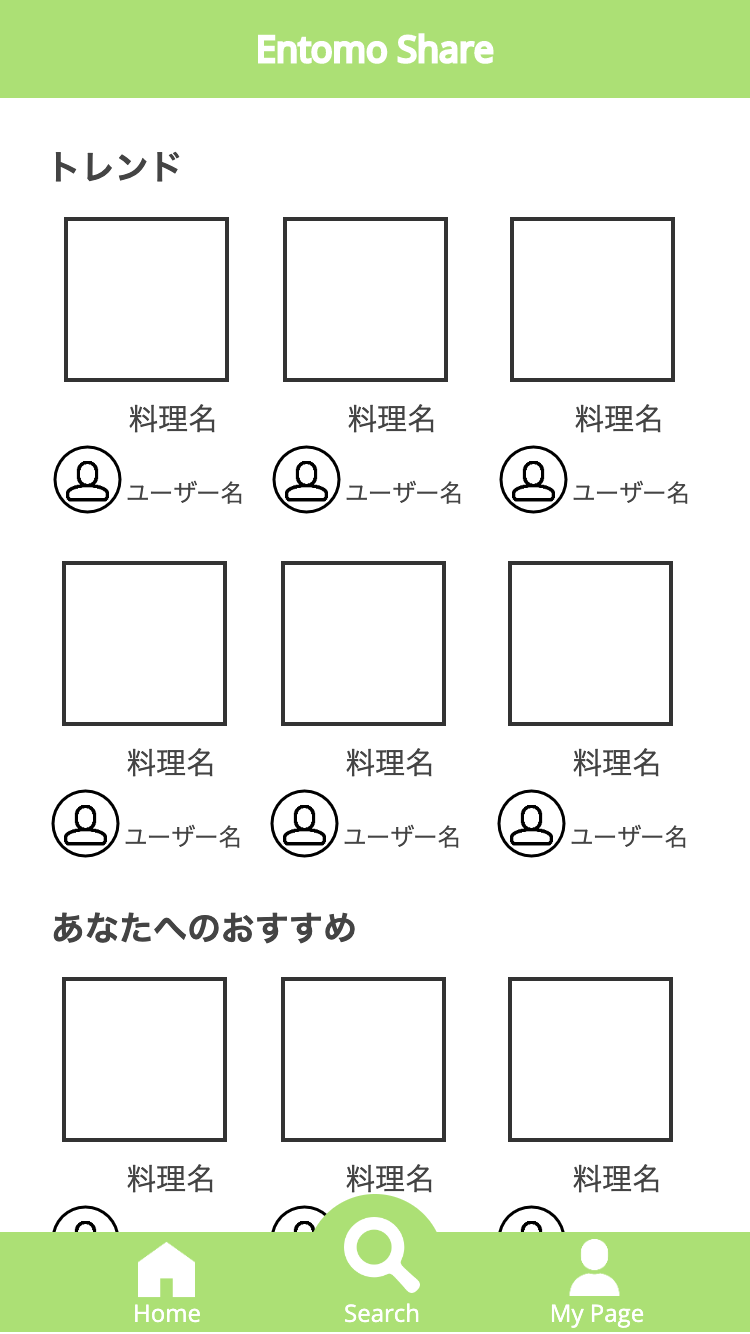 Entomo Share
トレンド
料理名 料理名 料理名
ユーザー名 ユーザー名 ユーザー名
料理名 料理名 料理名
ユーザー名 ユーザー名 ユーザー名
あなたへのおすすめ
料理名 料理名 料理名
Home Search My Page